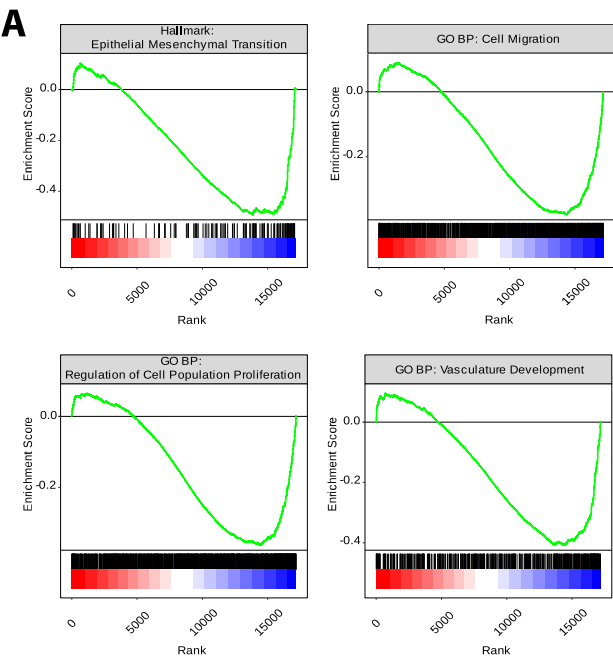 A
Hallmark:
Epithelial Mesenchymal Transition
Enrichment Score
0.0
-0.2
-0.4
0
5000
10000
15000
Rank
GO BP: Cell Migration
Enrichment Score
0.0
-0.2
0
5000
10000
15000
Rank
GO BP:
Regulation of Cell Population Proliferation
Enrichment Score
0.0
-0.2
0
5000
10000
15000
Rank
GO BP: Vasculature Development
Enrichment Score
0.0
-0.2
-0.4
0
5000
10000
15000
Rank